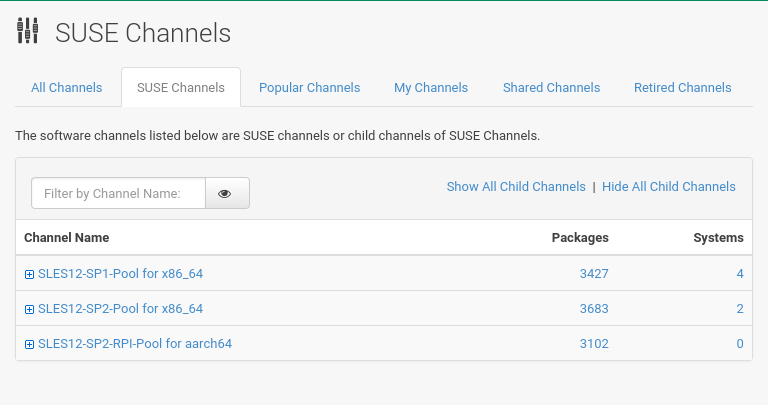 SUSE Channels
All Channels SUSE Channels Popular Channels My Channels Shared Channels Retired Channels
The software channels listed below are SUSE channels or child channels of SUSE Channels.
Filter by Channel Name: Show All Child Channels | Hide All Child Channels
Channel Name Packages Systems
SLES12-SP1-Pool for x86_64 3427 4
SLES12-SP2-Pool for x86_64 3683 2
SLES12-SP2-RPI-Pool for aarch64 3102 0